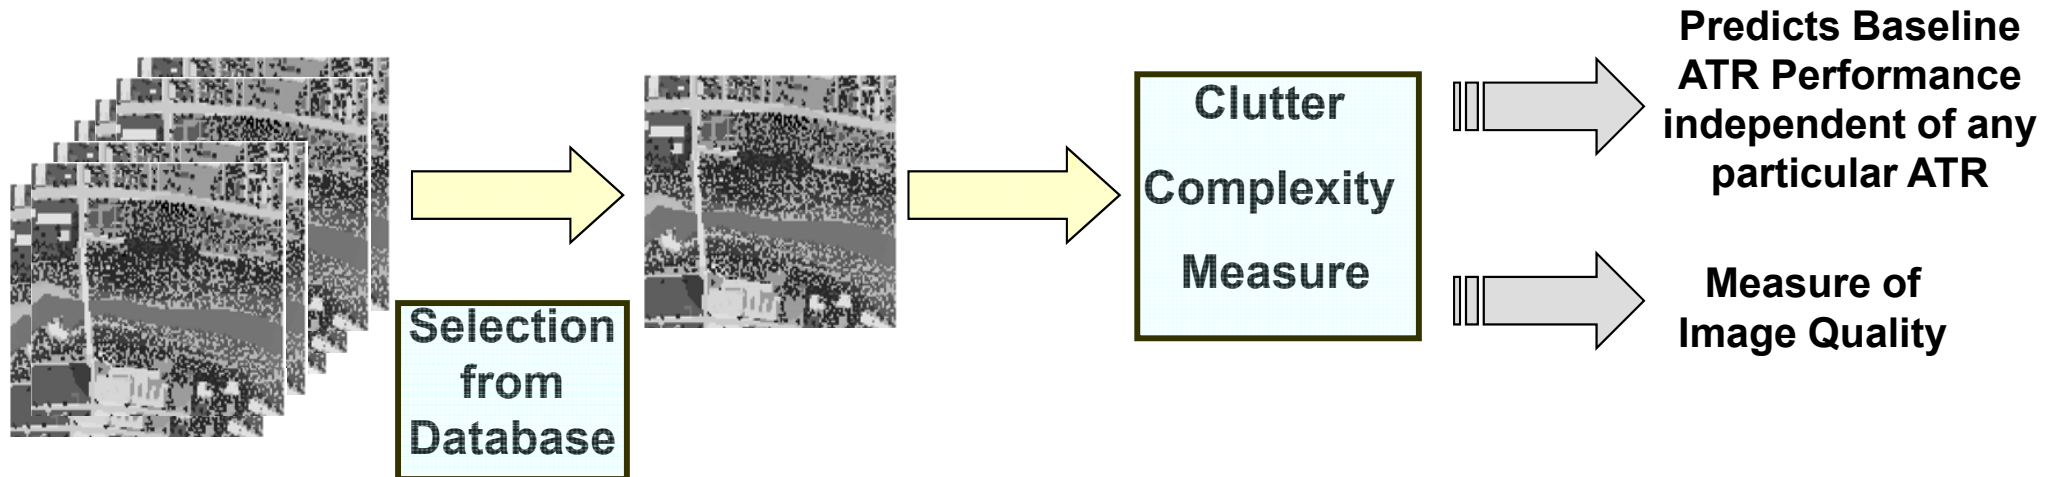 Selection
from
Database
Clutter
Complexity
Measure
Predicts Baseline
ATR Performance
independent of any
particular ATR
Measure of
Image Quality